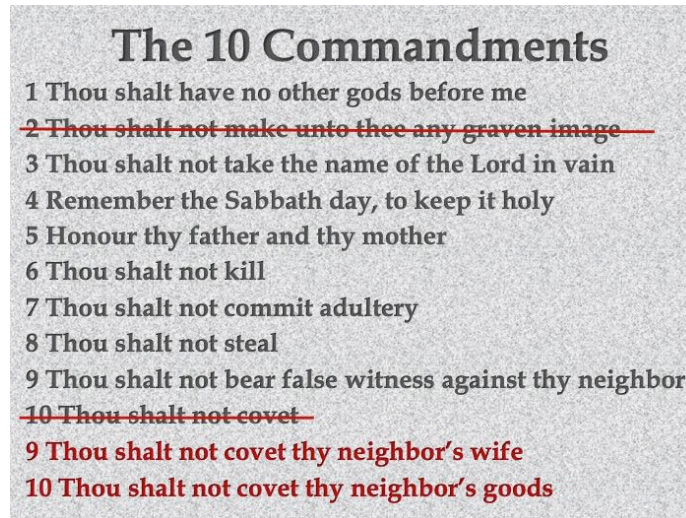 The 10 Commandments
1 Thou shalt have no other gods before me
2 Thou shalt not make unto thee any graven image
3 Thou shalt not take the name of the Lord in vain
4 Remember the Sabbath day, to keep it holy
5 Honour thy father and thy mother
6 Thou shalt not kill
7 Thou shalt not commit adultery
8 Thou shalt not steal
9 Thou shalt not bear false witness against thy neighbor
10 Thou shalt not covet
9 Thou shalt not covet thy neighbor’s wife
10 Thou shalt not covet thy neighbor’s goods